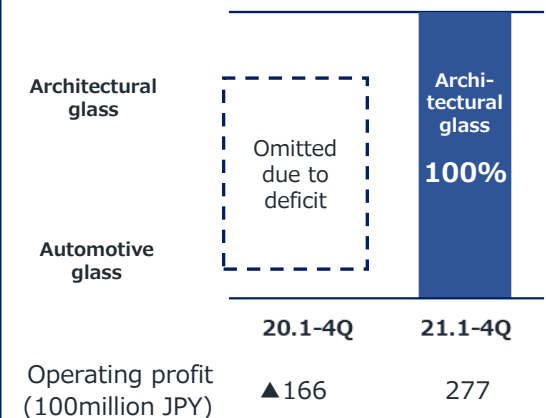 Architectural
glass
Automotive
glass
Omitted
due to
deficit
Archi-
tectural
glass
100%
20.1-4Q 21.1-4Q
Operating profit
(100million JPY)
▲166 277